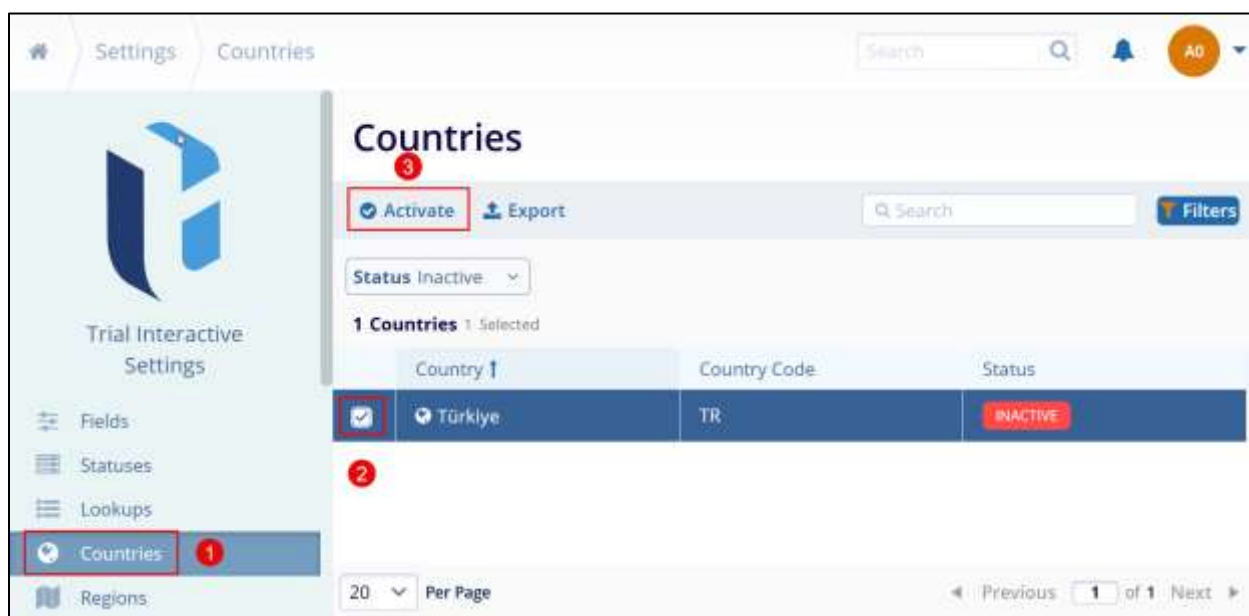 Settings Countries Search A0
Trial Interactive
Settings
Fields
Statuses
Lookups
Countries 1
Regions
Countries
3
Activate Export Search Filters
Status Inactive
1 Countries 1 Selected
Country Country Code Status
Türkiye TR INACTIVE
2
20 Per Page Previous 1 of 1 Next